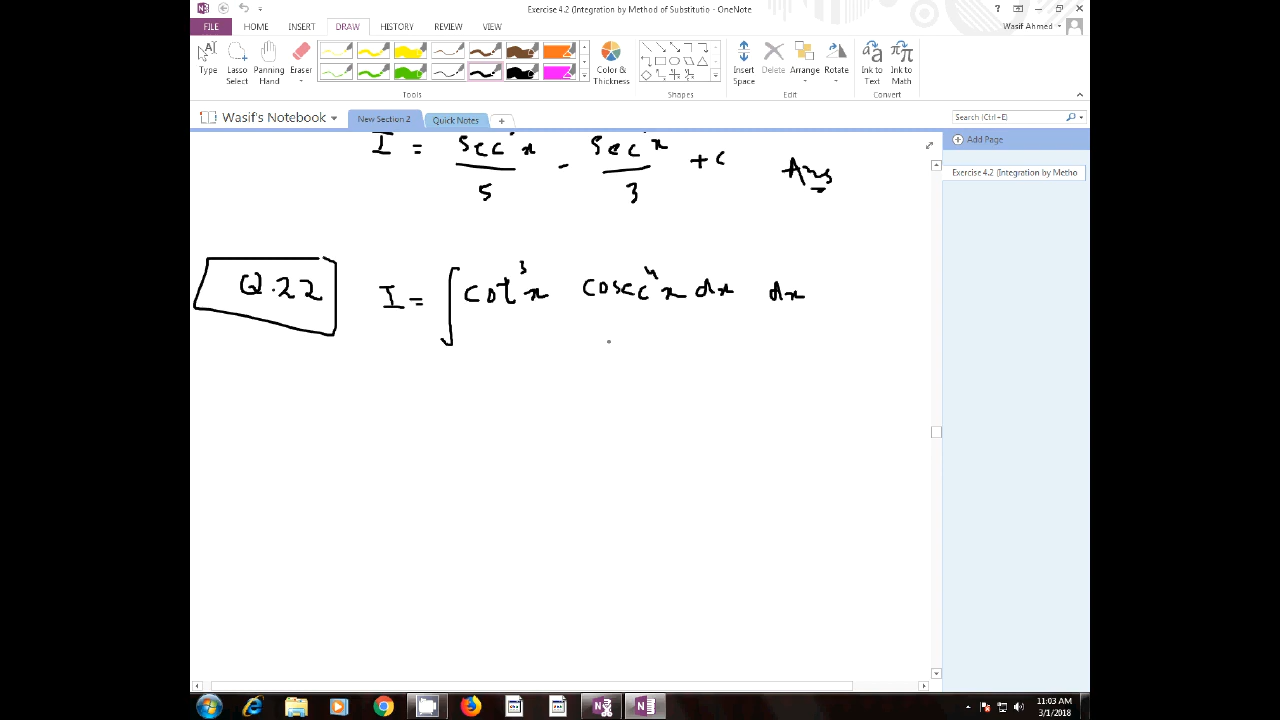 Exercise 4.2 (Integration by Method of Substitutio - OneNote
FILE HOME INSERT DRAW HISTORY REVIEW VIEW Wasif Ahmed
Type Lasso Select Panning Hand Eraser Color & Thickness Insert Space Delete Arrange Rotate Ink to Text Ink to Math
Tools Shapes Edit Convert
Wasif's Notebook New Section 2 Quick Notes Search (Ctrl+E)
Add Page
Exercise 4.2 (Integration by Metho
I = sec x / 5 - sec x / 3 + c Ans
Q.22 I = ∫ cot³x cosec⁴x dx dx
11:03 AM
3/1/2018